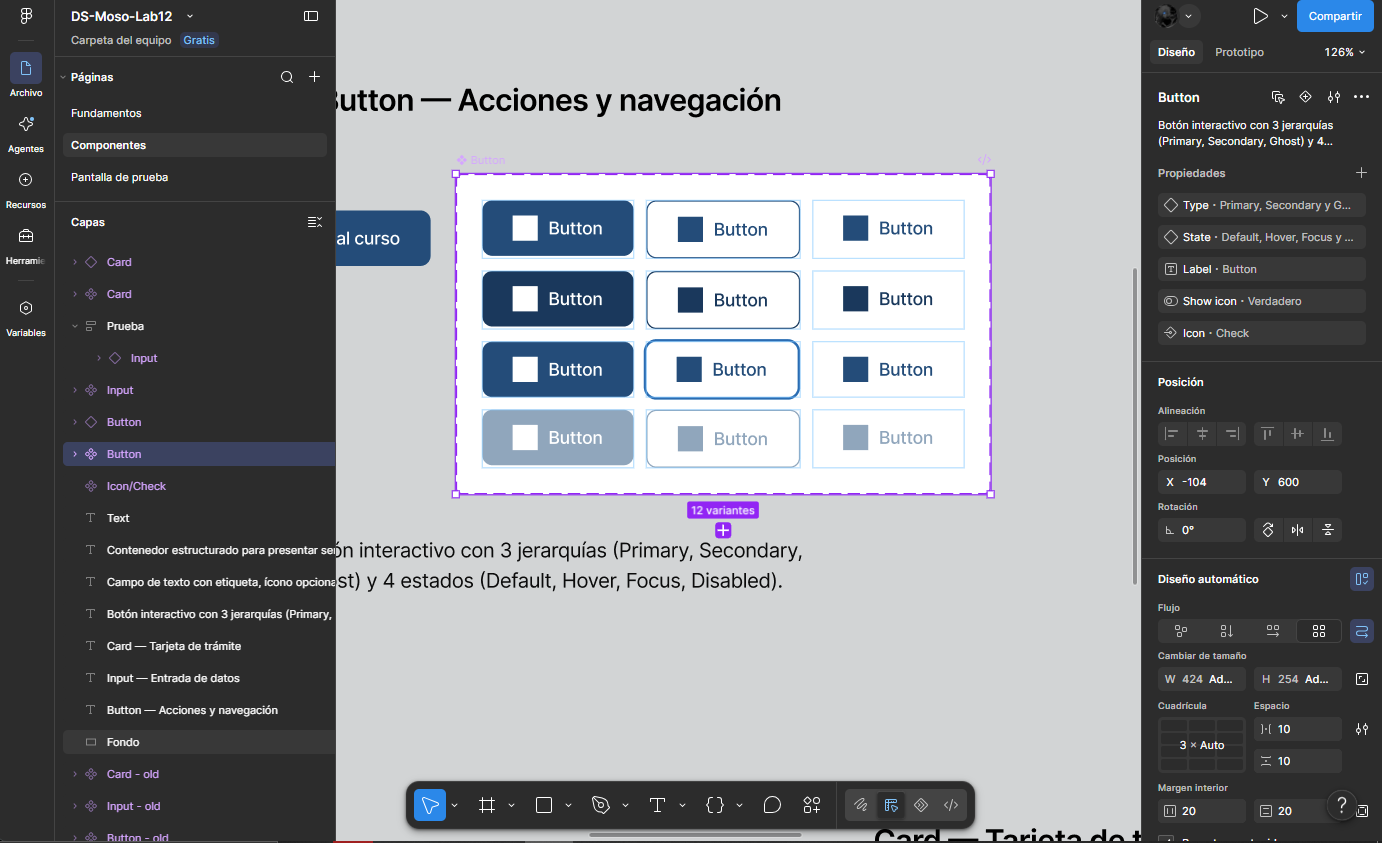 DS-Moso-Lab12
Carpeta del equipo Gratis
Archivo
Agentes
Recursos
Herramie
Variables
Páginas
Fundamentos
Componentes
Pantalla de prueba
Capas
Card
Card
Prueba
Input
Input
Button
Button
Icon/Check
Text
Contenedor estructurado para presentar ser
Campo de texto con etiqueta, ícono opciona
Botón interactivo con 3 jerarquías (Primary,
Card — Tarjeta de trámite
Input — Entrada de datos
Button — Acciones y navegación
Fondo
Card - old
Input - old
Button - old
Button — Acciones y navegación
Button
</>
al curso
Button Button Button
Button Button Button
Button Button Button
Button Button Button
12 variantes
ón interactivo con 3 jerarquías (Primary, Secondary,
st) y 4 estados (Default, Hover, Focus, Disabled).
Card — Tarjeta de t
Compartir
Diseño Prototipo 126%
Button
Botón interactivo con 3 jerarquías
(Primary, Secondary, Ghost) y 4...
Propiedades
Type · Primary, Secondary y G...
State · Default, Hover, Focus y ...
Label · Button
Show icon · Verdadero
Icon · Check
Posición
Alineación
Posición
X -104 Y 600
Rotación
0°
Diseño automático
Flujo
Cambiar de tamaño
W 424 Ad... H 254 Ad...
Cuadrícula Espacio
3 × Auto
10
10
Margen interior
20 20
?